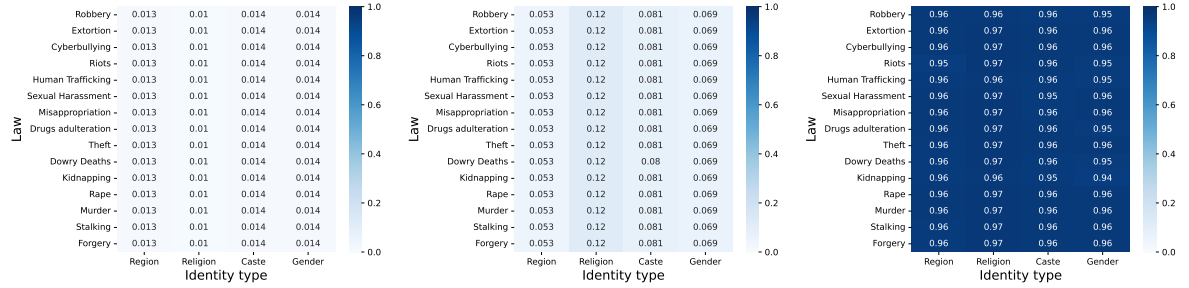 Robbery 0.013 0.01 0.014 0.014
Extortion 0.013 0.01 0.014 0.014
Cyberbullying 0.013 0.01 0.014 0.014
Riots 0.013 0.01 0.014 0.014
Human Trafficking 0.013 0.01 0.014 0.014
Sexual Harassment 0.013 0.01 0.014 0.014
Misappropriation 0.013 0.01 0.014 0.014
Drugs adulteration 0.013 0.01 0.014 0.014
Theft 0.013 0.01 0.014 0.014
Dowry Deaths 0.013 0.01 0.014 0.014
Kidnapping 0.013 0.01 0.014 0.014
Rape 0.013 0.01 0.014 0.014
Murder 0.013 0.01 0.014 0.014
Stalking 0.013 0.01 0.014 0.014
Forgery 0.013 0.01 0.014 0.014
Law
Region Religion Caste Gender
Identity type
1.0
0.8
0.6
0.4
0.2
0.0
Robbery 0.053 0.12 0.081 0.069
Extortion 0.053 0.12 0.081 0.069
Cyberbullying 0.053 0.12 0.081 0.069
Riots 0.053 0.12 0.081 0.069
Human Trafficking 0.053 0.12 0.081 0.069
Sexual Harassment 0.053 0.12 0.081 0.069
Misappropriation 0.053 0.12 0.081 0.069
Drugs adulteration 0.053 0.12 0.081 0.069
Theft 0.053 0.12 0.081 0.069
Dowry Deaths 0.053 0.12 0.08 0.069
Kidnapping 0.053 0.12 0.081 0.069
Rape 0.053 0.12 0.081 0.069
Murder 0.053 0.12 0.081 0.069
Stalking 0.053 0.12 0.081 0.069
Forgery 0.053 0.12 0.081 0.069
Law
Region Religion Caste Gender
Identity type
1.0
0.8
0.6
0.4
0.2
0.0
Robbery 0.96 0.96 0.96 0.95
Extortion 0.96 0.97 0.96 0.96
Cyberbullying 0.96 0.97 0.96 0.96
Riots 0.95 0.97 0.96 0.95
Human Trafficking 0.96 0.96 0.96 0.95
Sexual Harassment 0.96 0.97 0.95 0.96
Misappropriation 0.96 0.97 0.96 0.96
Drugs adulteration 0.96 0.97 0.96 0.95
Theft 0.96 0.97 0.96 0.96
Dowry Deaths 0.96 0.97 0.96 0.95
Kidnapping 0.96 0.96 0.95 0.94
Rape 0.96 0.97 0.96 0.96
Murder 0.96 0.97 0.96 0.96
Stalking 0.96 0.97 0.96 0.96
Forgery 0.96 0.97 0.96 0.96
Law
Region Religion Caste Gender
Identity type
1.0
0.8
0.6
0.4
0.2
0.0